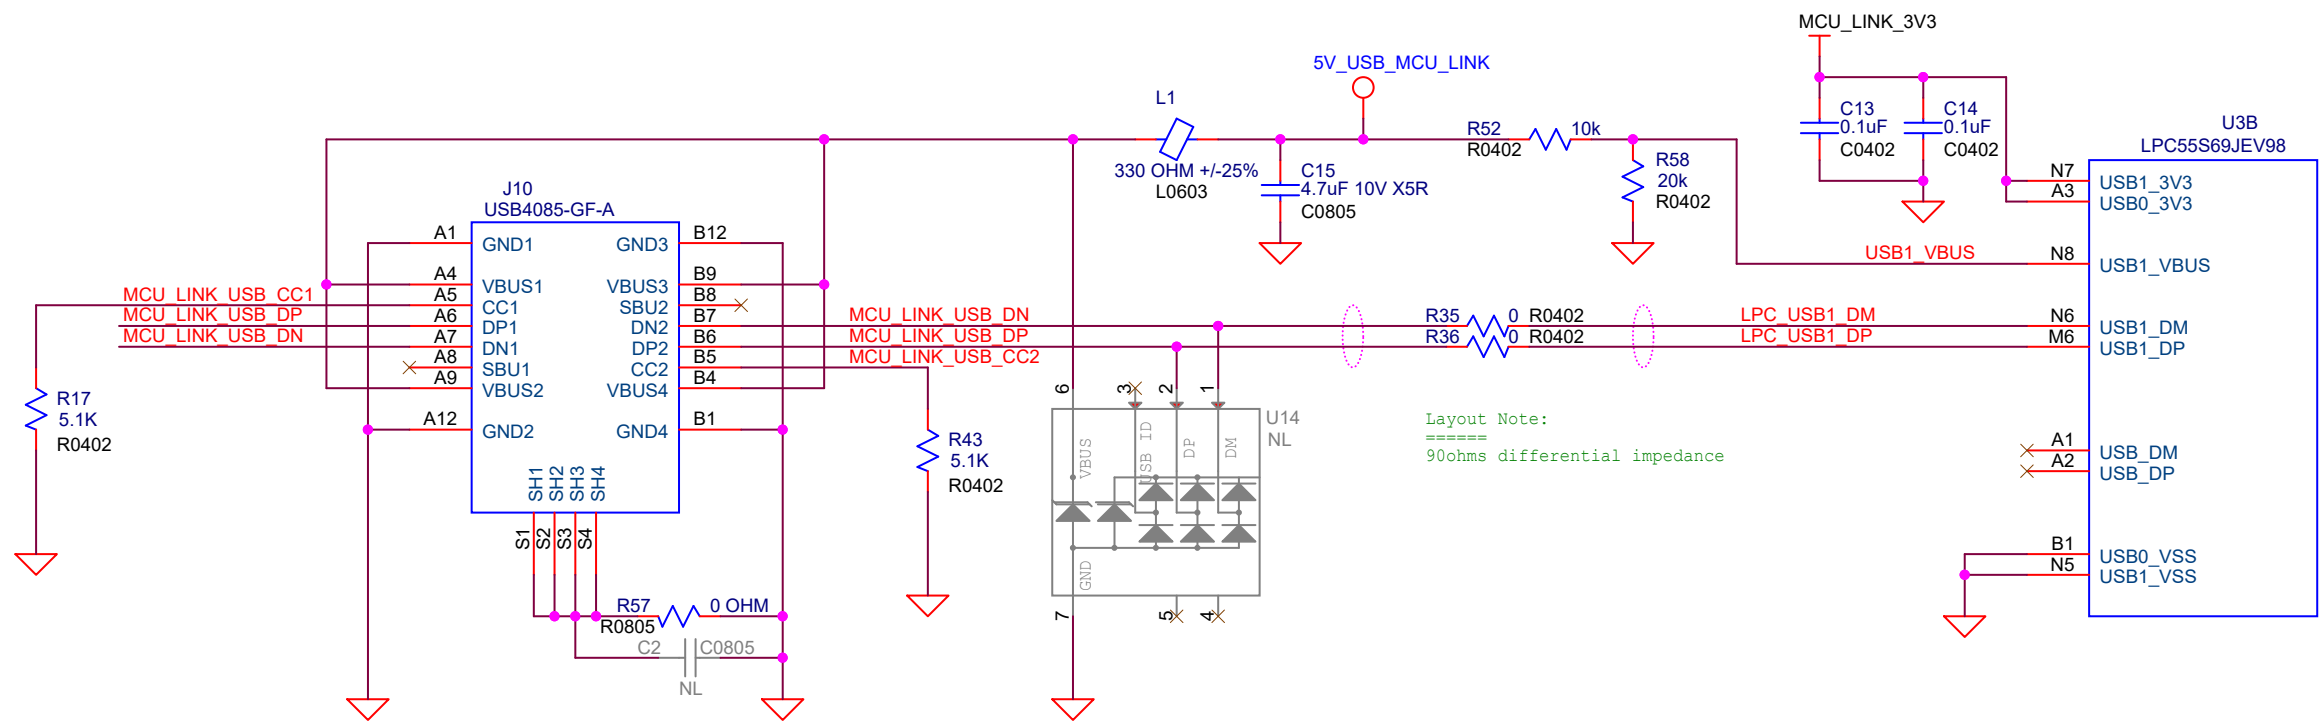 MCU_LINK_3V3
5V_USB_MCU_LINK
L1
330 OHM +/-25%
L0603
C15
4.7uF 10V X5R
C0805
R52
10k
R0402
R58
20k
R0402
C13
0.1uF
C0402
C14
0.1uF
C0402
U3B
LPC55S69JEV98
N7
USB1_3V3
A3
USB0_3V3
USB1_VBUS
N8
USB1_VBUS
LPC_USB1_DM
N6
USB1_DM
LPC_USB1_DP
M6
USB1_DP
A1
USB_DM
A2
USB_DP
B1
USB0_VSS
N5
USB1_VSS
J10
USB4085-GF-A
A1
GND1
A4
VBUS1
A5
CC1
A6
DP1
A7
DN1
A8
SBU1
A9
VBUS2
A12
GND2
GND3
B12
VBUS3
B9
SBU2
B8
DN2
B7
DP2
B6
CC2
B5
VBUS4
B4
GND4
B1
SH1
SH2
SH3
SH4
S1
S2
S3
S4
MCU_LINK_USB_CC1
MCU_LINK_USB_DP
MCU_LINK_USB_DN
R17
5.1K
R0402
MCU_LINK_USB_DN
MCU_LINK_USB_DP
MCU_LINK_USB_CC2
R43
5.1K
R0402
R35
0
R0402
R36
0
R0402
R57
0 OHM
R0805
C2
C0805
NL
6
3
2
1
U14
NL
VBUS
USB ID
DP
DM
GND
7
5
4
Layout Note:
======
90ohms differential impedance